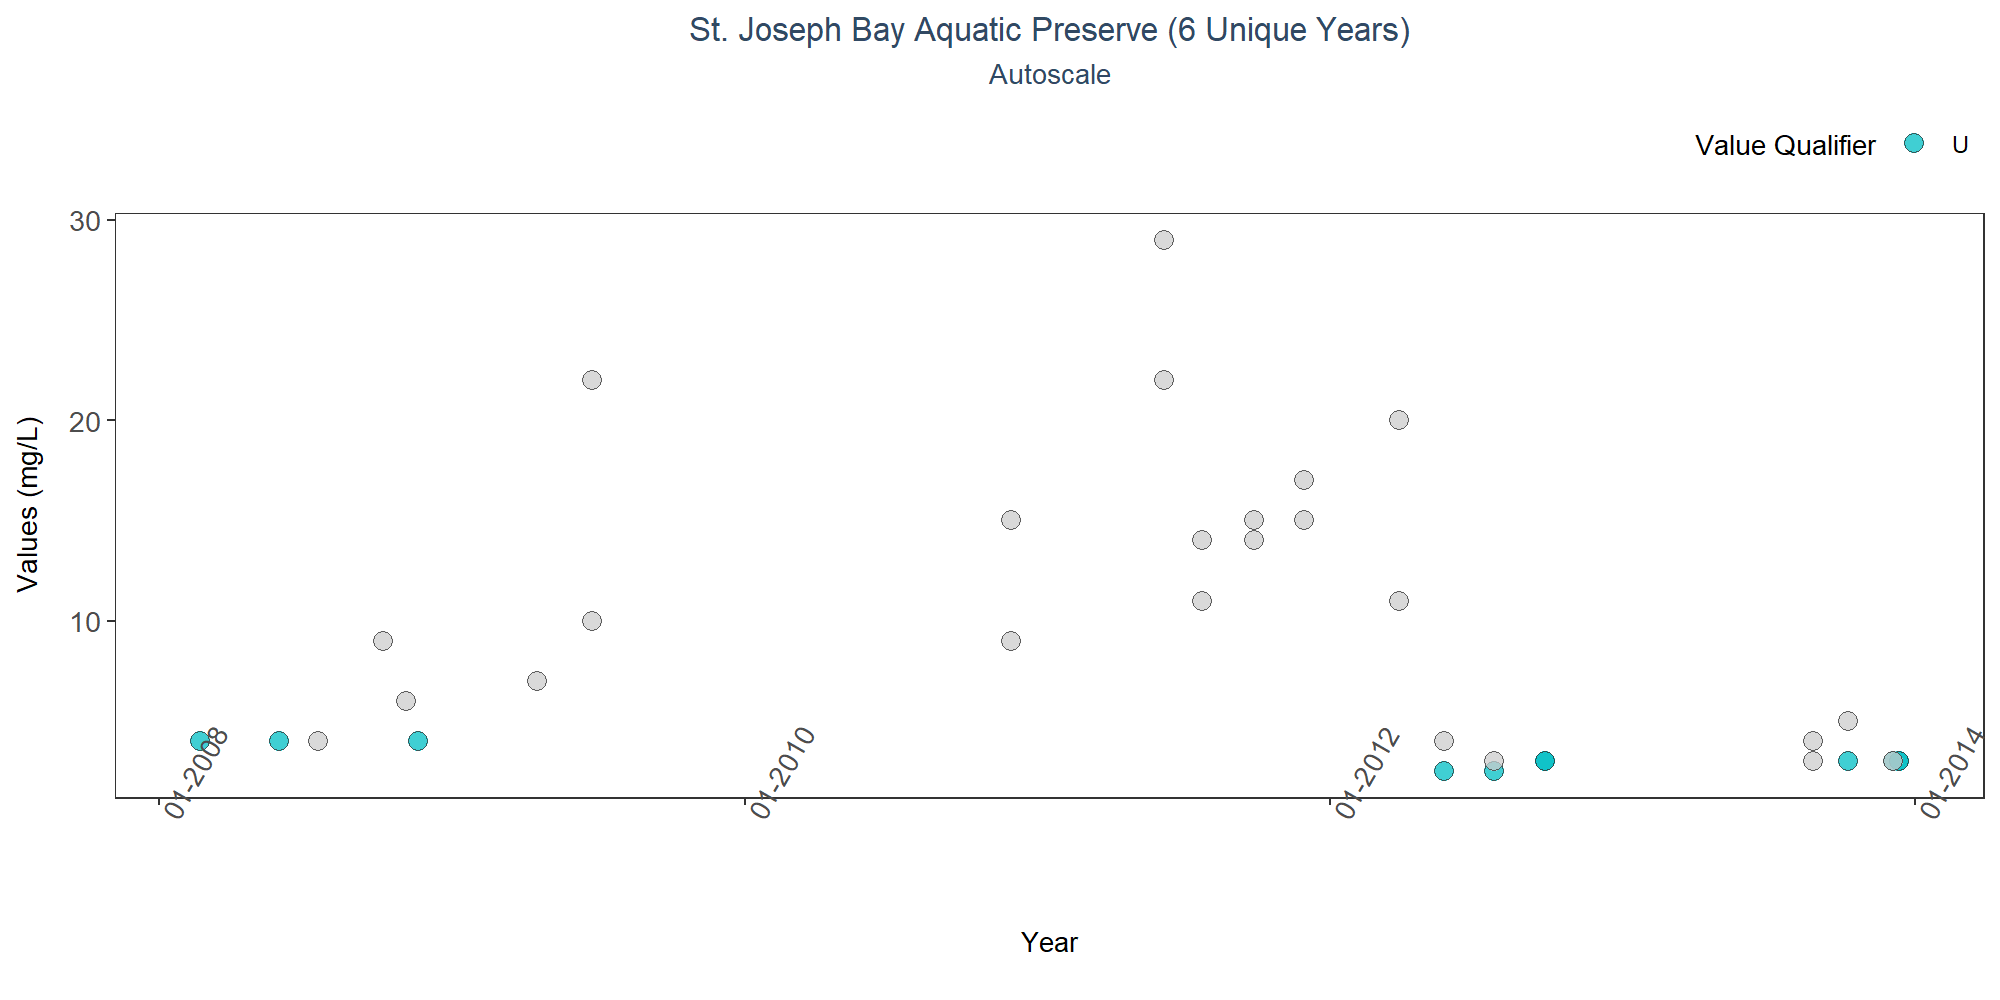 St. Joseph Bay Aquatic Preserve (6 Unique Years)
Autoscale
Value Qualifier U
30
20
10
Values (mg/L)
01-2008 01-2010 01-2012 01-2014
Year